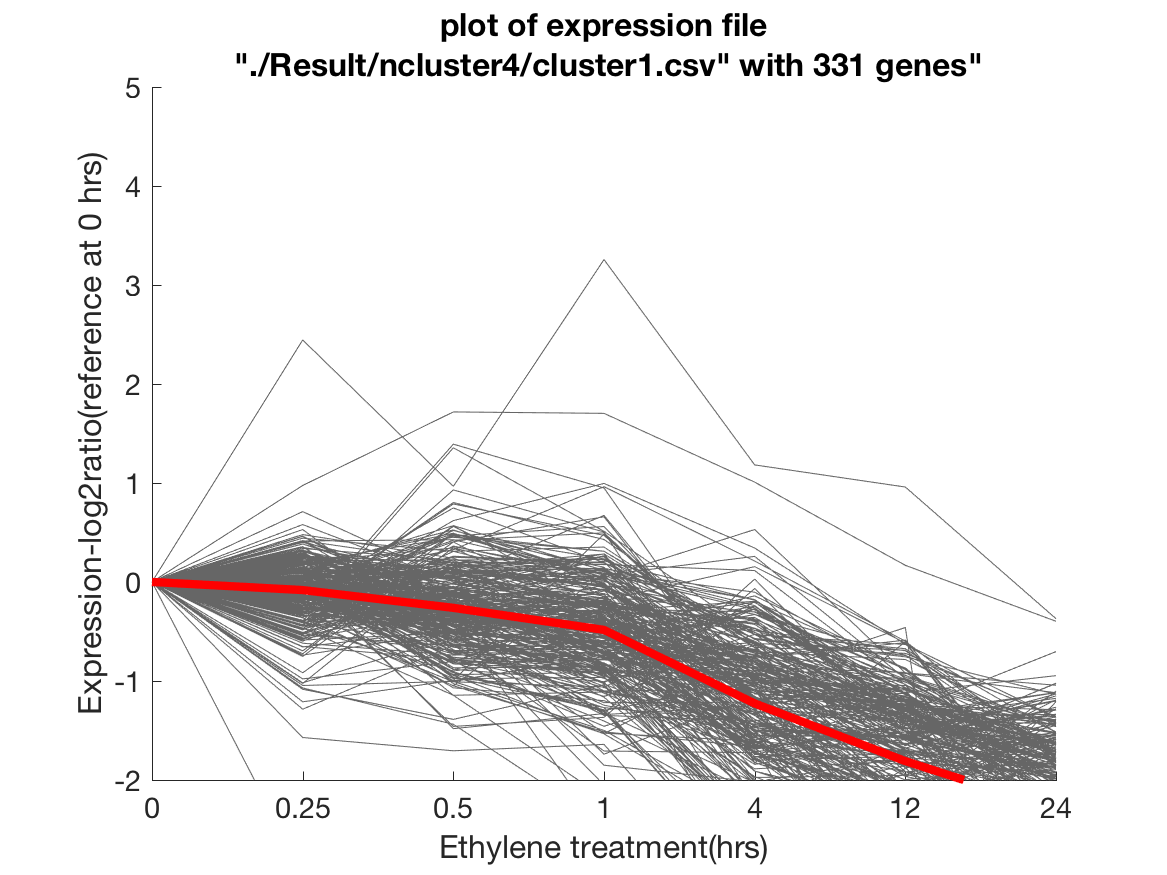 plot of expression file
"./Result/ncluster4/cluster1.csv" with 331 genes"
5
4
3
2
1
0
-1
-2
Expression-log2ratio(reference at 0 hrs)
0 0.25 0.5 1 4 12 24
Ethylene treatment(hrs)